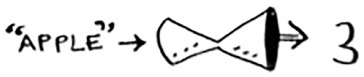 "APPLE" → ⇒ 3